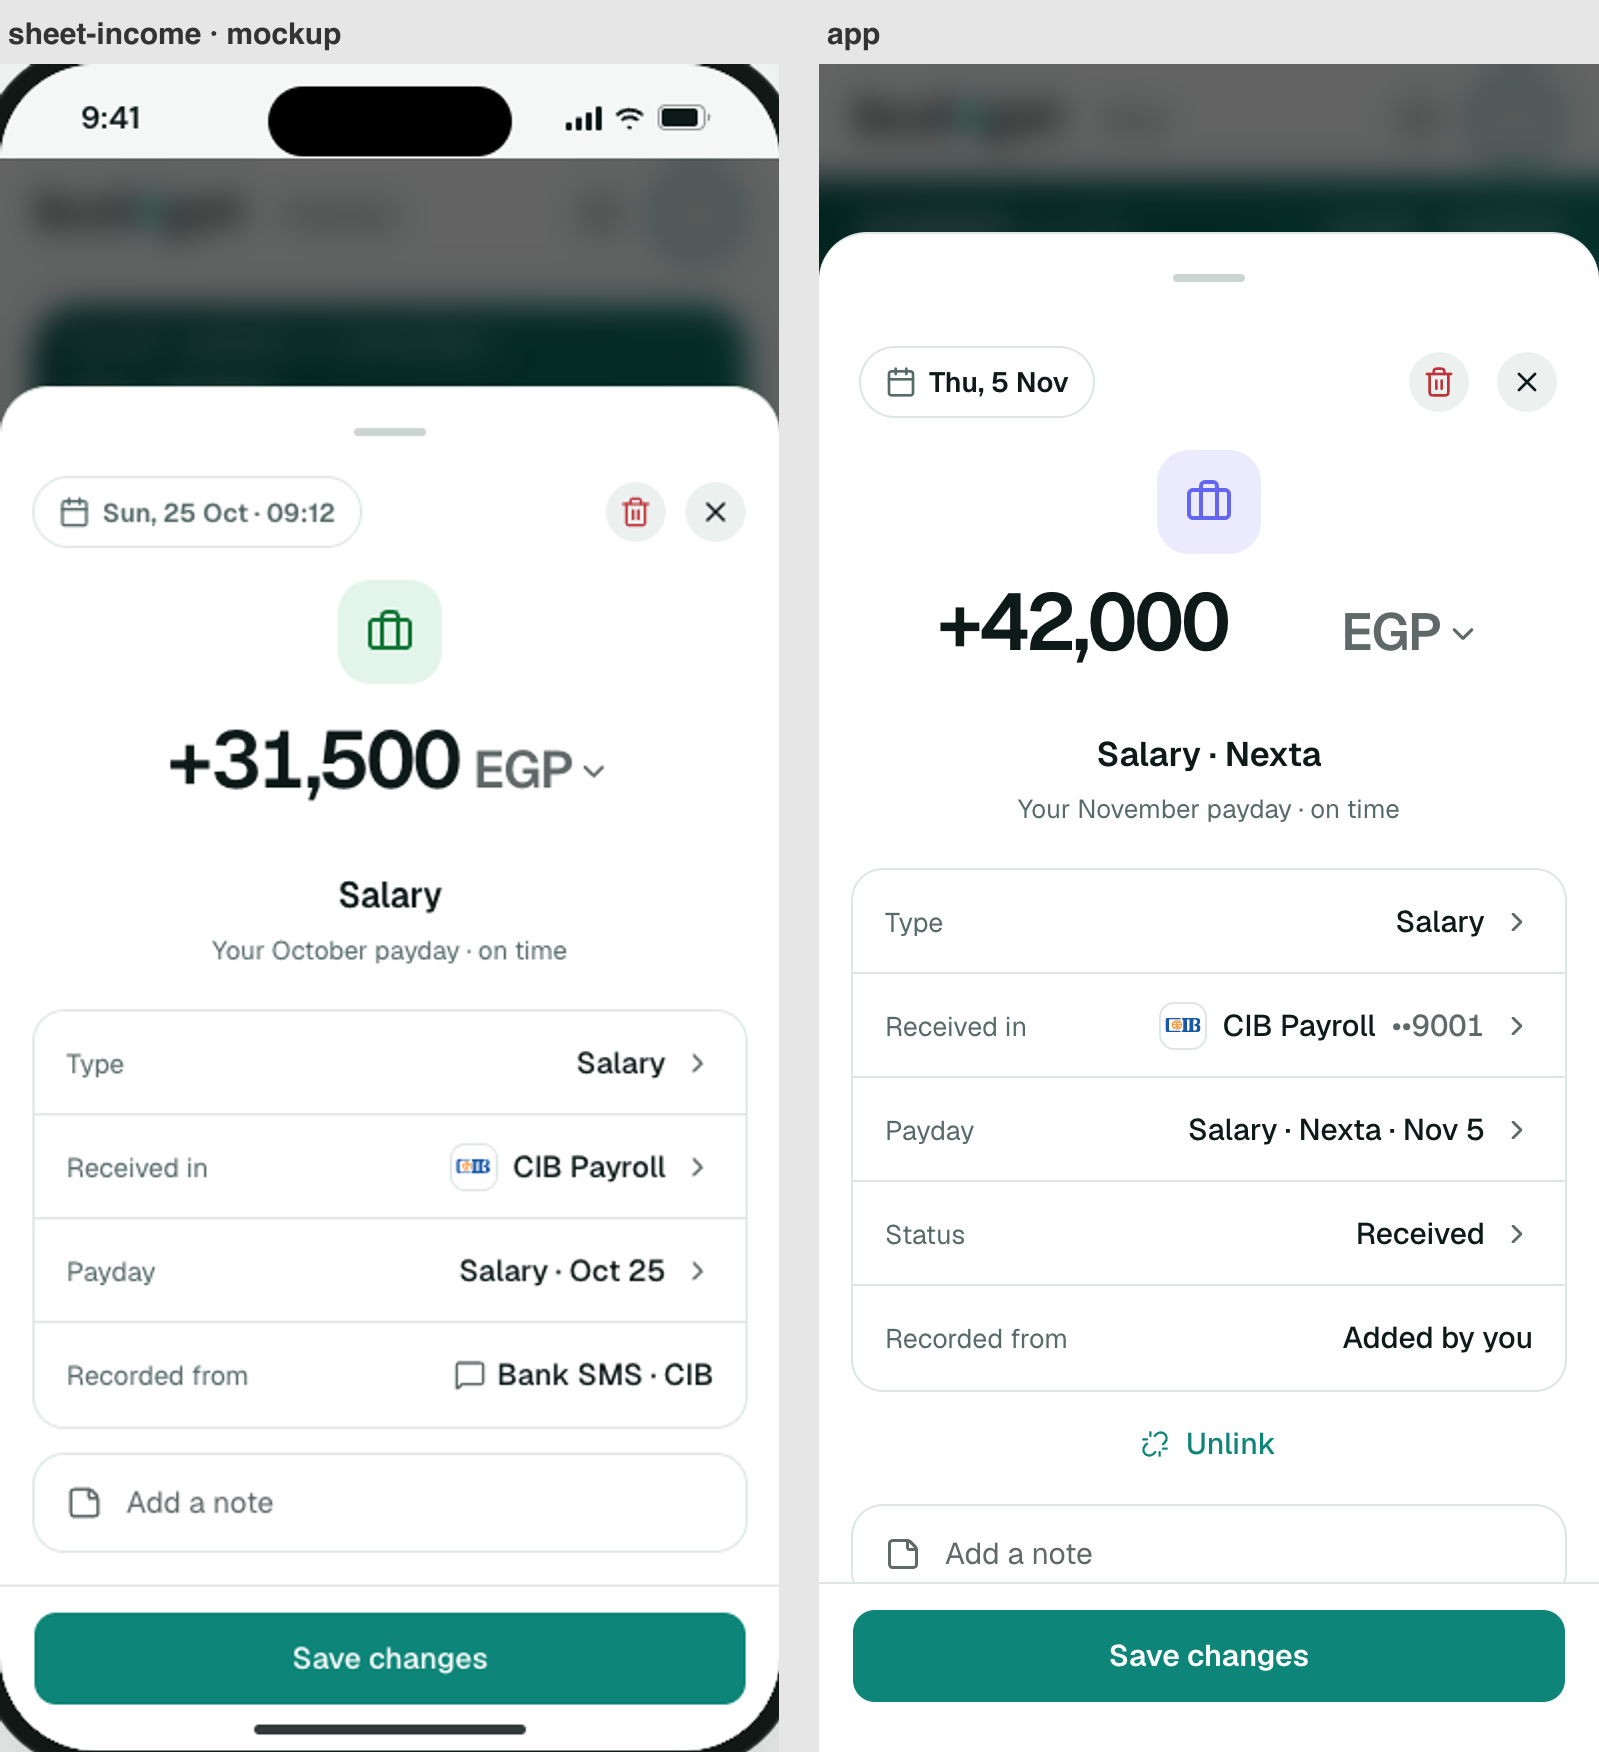 sheet-income · mockup
9:41
Sun, 25 Oct · 09:12
+31,500 EGP
Salary
Your October payday · on time
Type Salary
Received in CIB CIB Payroll
Payday Salary · Oct 25
Recorded from Bank SMS · CIB
Add a note
Save changes
app
Thu, 5 Nov
+42,000 EGP
Salary · Nexta
Your November payday · on time
Type Salary
Received in CIB CIB Payroll ••9001
Payday Salary · Nexta · Nov 5
Status Received
Recorded from Added by you
Unlink
Add a note
Save changes